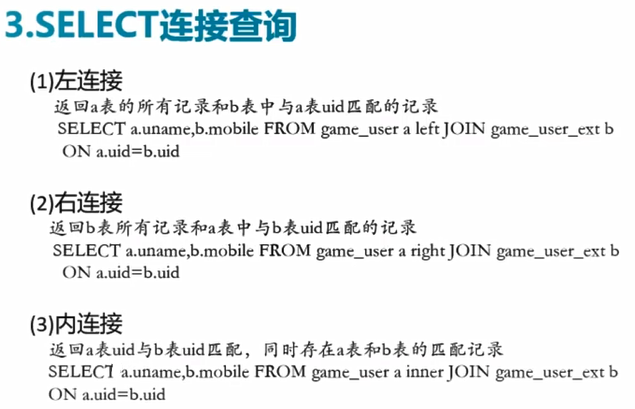 3.SELECT连接查询
(1)左连接
返回a表的所有记录和b表中与a表uid匹配的记录
SELECT a.uname,b.mobile FROM game_user a left JOIN game_user_ext b
ON a.uid=b.uid
(2)右连接
返回b表所有记录和a表中与b表uid匹配的记录
SELECT a.uname,b.mobile FROM game_user a right JOIN game_user_ext b
ON a.uid=b.uid
(3)内连接
返回a表uid与b表uid匹配，同时存在a表和b表的匹配记录
SELECT a.uname,b.mobile FROM game_user a inner JOIN game_user_ext b
ON a.uid=b.uid